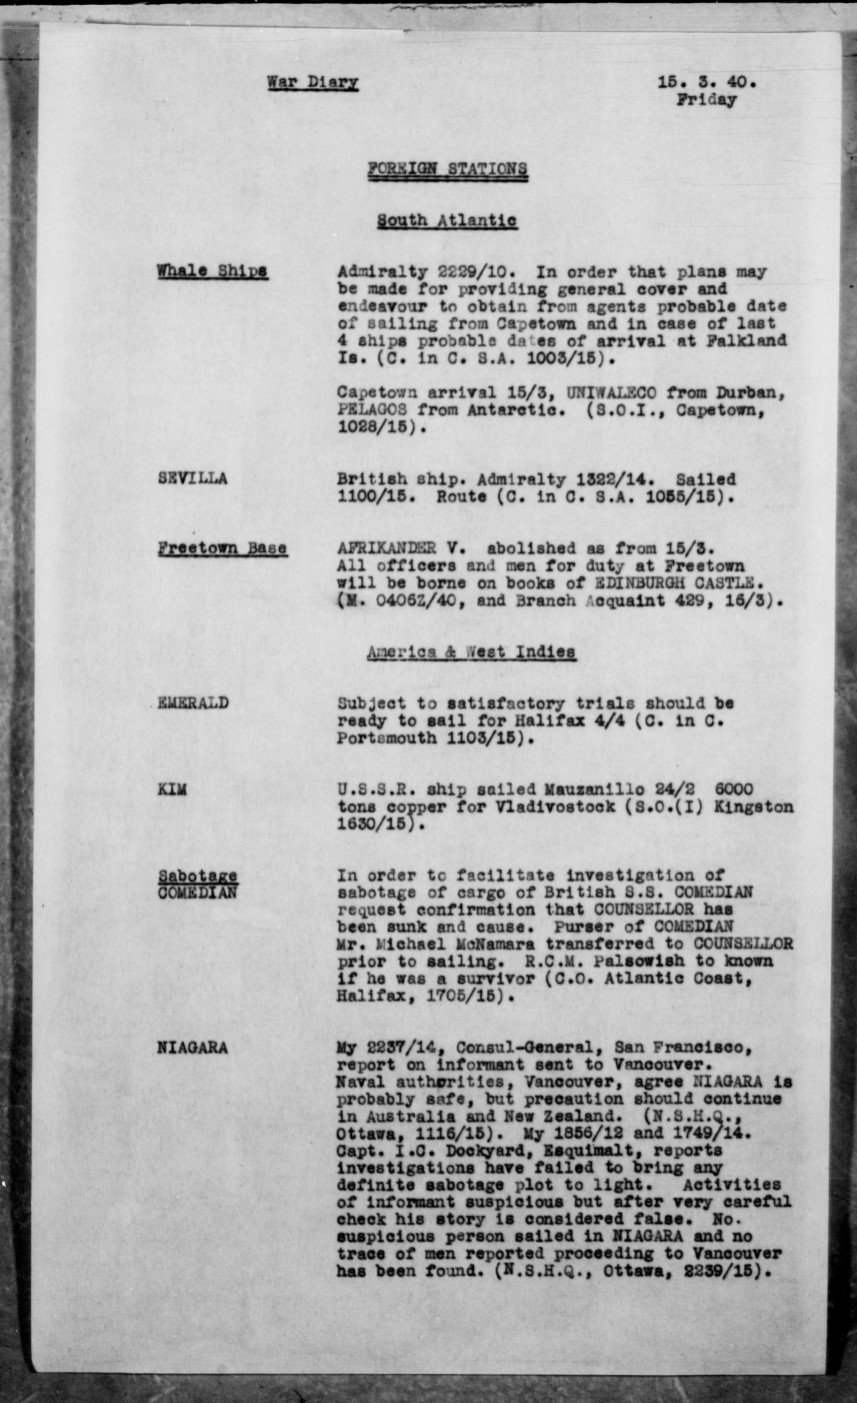 War Diary 15. 3. 40.
Friday
FOREIGN STATIONS
South Atlantic
Whale Ships Admiralty 2229/10. In order that plans may
be made for providing general cover and
endeavour to obtain from agents probable date
of sailing from Capetown and in case of last
4 ships probable dates of arrival at Falkland
Is. (C. in C. S.A. 1003/15).
Capetown arrival 15/3, UNIWALECO from Durban,
PELAGOS from Antarctic. (S.O.I., Capetown,
1028/15).
SEVILLA British ship. Admiralty 1322/14. Sailed
1100/15. Route (C. in C. S.A. 1055/15).
Freetown Base AFRIKANDER V. abolished as from 15/3.
All officers and men for duty at Freetown
will be borne on books of EDINBURGH CASTLE.
(M. 0406Z/40, and Branch Acquaint 429, 16/3).
America & West Indies
EMERALD Subject to satisfactory trials should be
ready to sail for Halifax 4/4 (C. in C.
Portsmouth 1103/15).
KIM U.S.S.R. ship sailed Mauzanillo 24/2 6000
tons copper for Vladivostock (S.O.(I) Kingston
1630/15).
Sabotage In order to facilitate investigation of
COMEDIAN sabotage of cargo of British S.S. COMEDIAN
request confirmation that COUNSELLOR has
been sunk and cause. Purser of COMEDIAN
Mr. Michael McNamara transferred to COUNSELLOR
prior to sailing. R.C.M. Palsowish to known
if he was a survivor (C.O. Atlantic Coast,
Halifax, 1705/15).
NIAGARA My 2237/14, Consul-General, San Francisco,
report on informant sent to Vancouver.
Naval authorities, Vancouver, agree NIAGARA is
probably safe, but precaution should continue
in Australia and New Zealand. (N.S.H.Q.,
Ottawa, 1116/15). My 1856/12 and 1749/14.
Capt. I.C. Dockyard, Esquimalt, reports
investigations have failed to bring any
definite sabotage plot to light. Activities
of informant suspicious but after very careful
check his story is considered false. No.
suspicious person sailed in NIAGARA and no
trace of men reported proceeding to Vancouver
has been found. (N.S.H.Q., Ottawa, 2239/15).